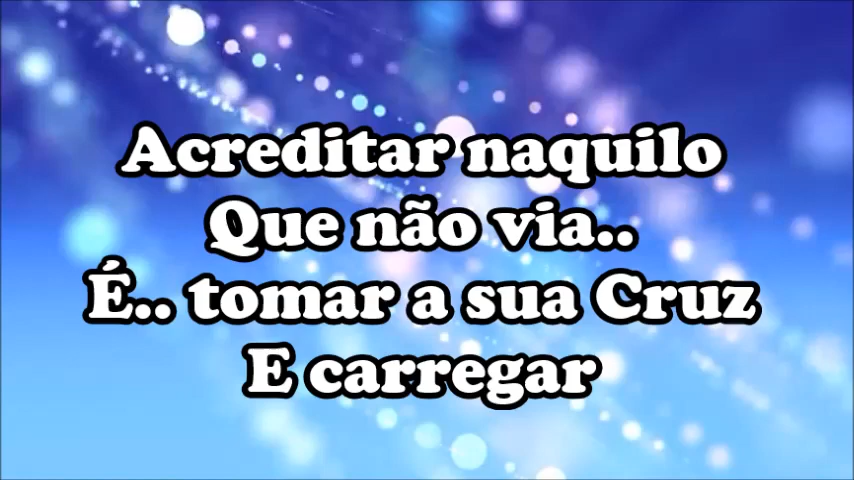 Acreditar naquilo
Que não via..
É.. tomar a sua Cruz
E carregar